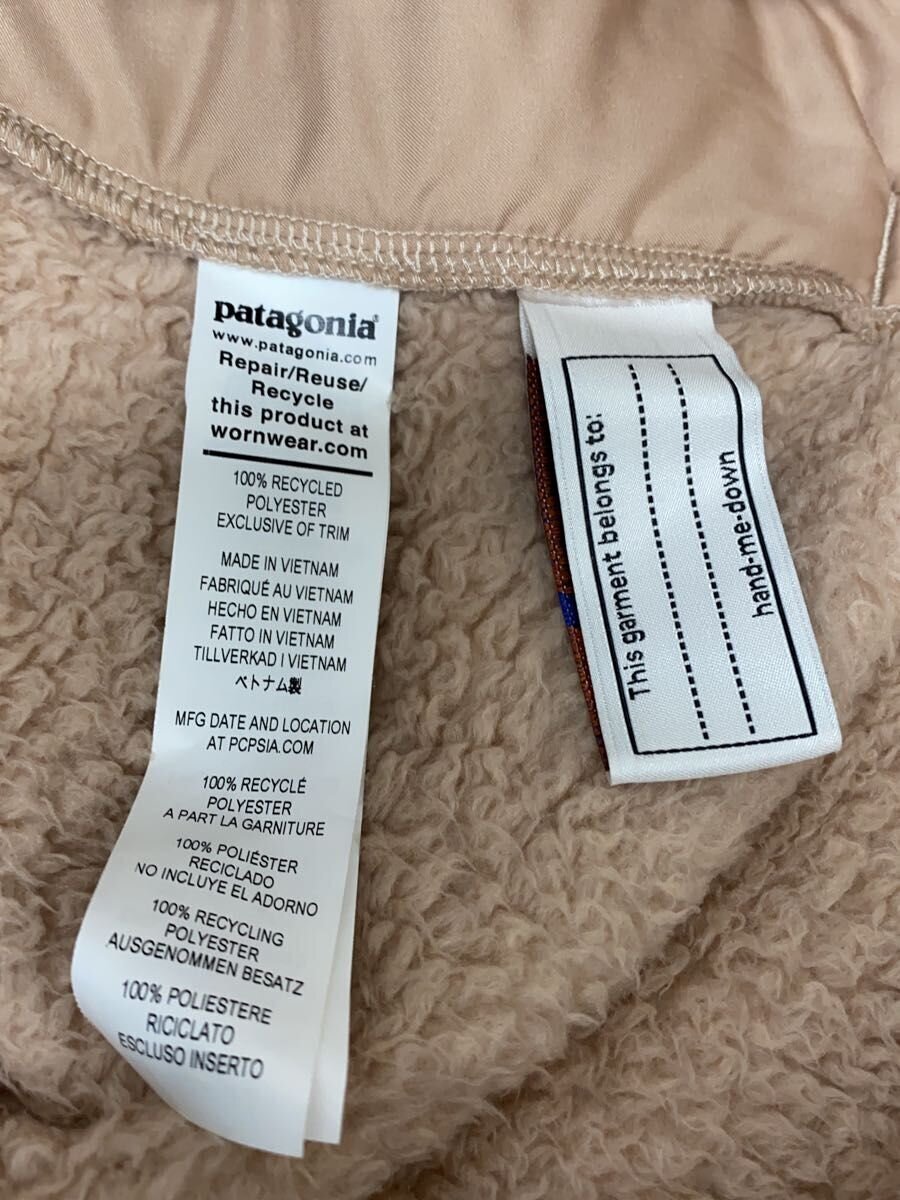 patagonia®
www.patagonia.com
Repair/Reuse/
Recycle
this product at
wornwear.com
100% RECYCLED
POLYESTER
EXCLUSIVE OF TRIM
MADE IN VIETNAM
FABRIQUÉ AU VIETNAM
HECHO EN VIETNAM
FATTO IN VIETNAM
TILLVERKAD I VIETNAM
ベトナム製
MFG DATE AND LOCATION
AT PCPSIA.COM
100% RECYCLÉ
POLYESTER
A PART LA GARNITURE
100% POLIÉSTER
RECICLADO
NO INCLUYE EL ADORNO
100% RECYCLING
POLYESTER
AUSGENOMMEN BESATZ
100% POLIESTERE
RICICLATO
ESCLUSO INSERTO
This garment belongs to:
hand-me-down